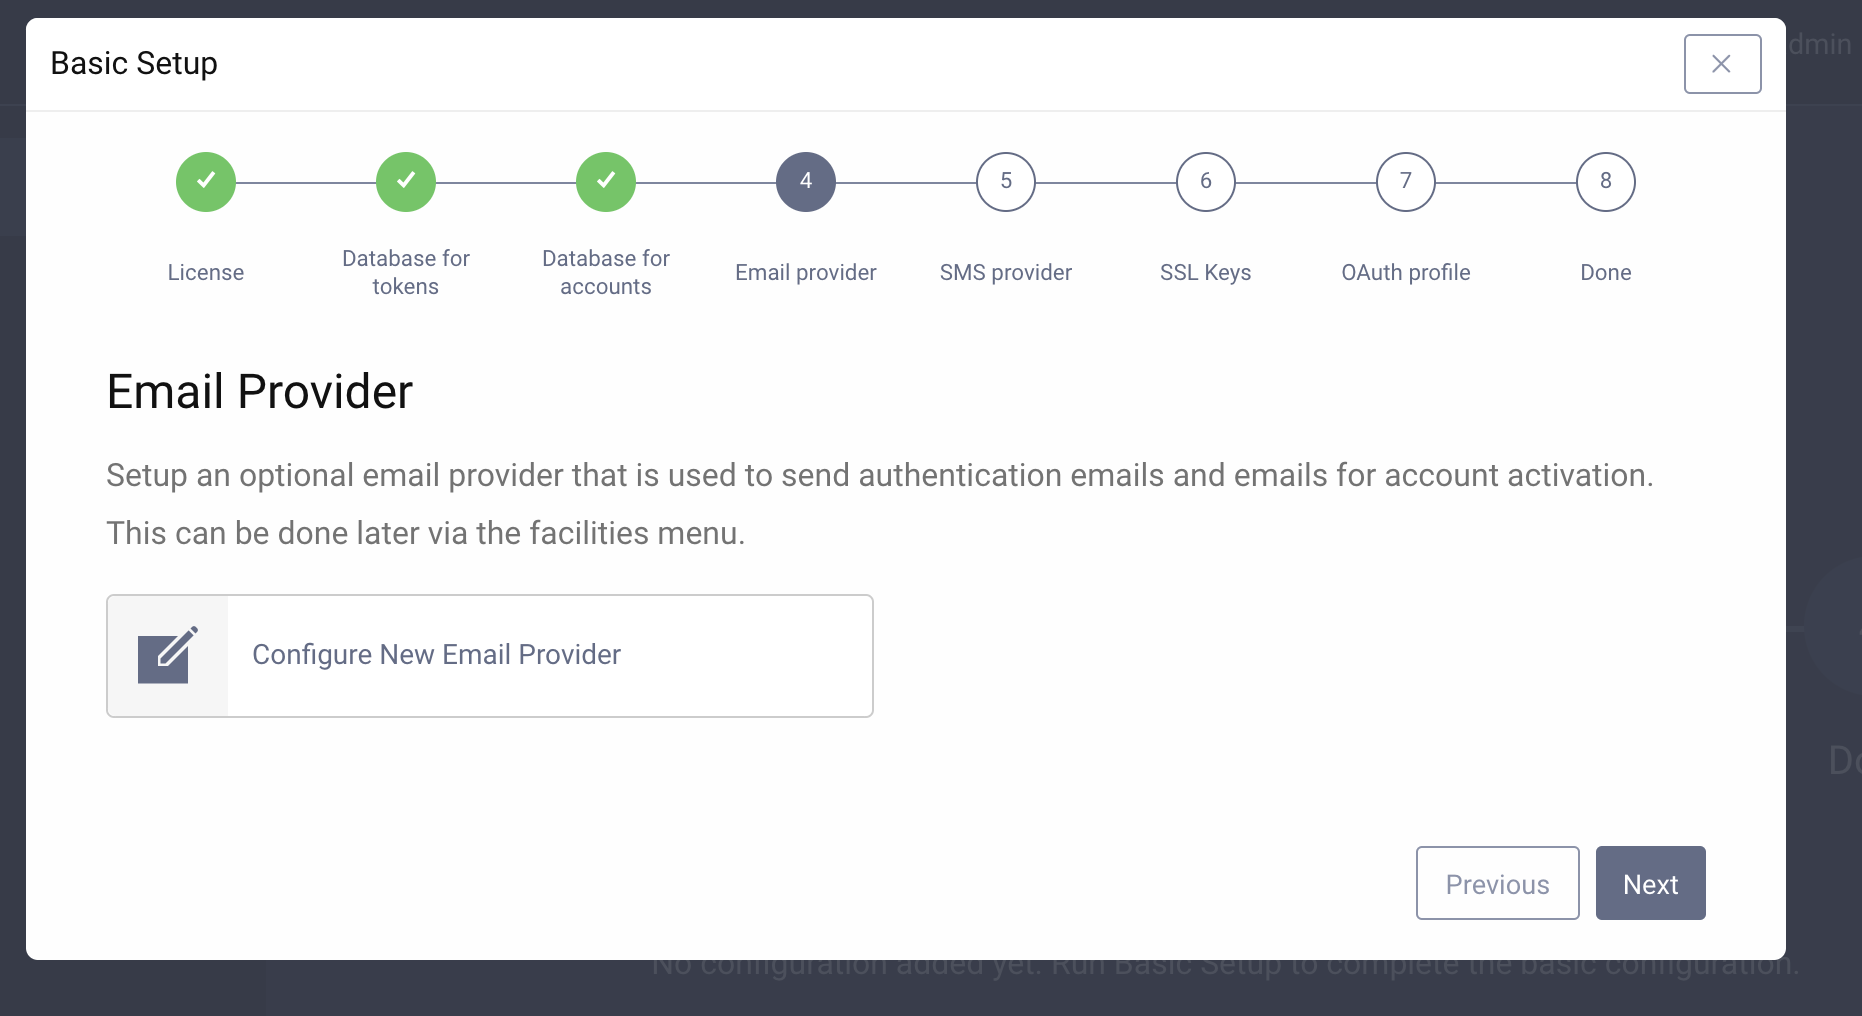 Basic Setup
dmin
4
5
6
7
8
License
Database for
tokens
Database for
accounts
Email provider
SMS provider
SSL Keys
OAuth profile
Done
Email Provider
Setup an optional email provider that is used to send authentication emails and emails for account activation.
This can be done later via the facilities menu.
Configure New Email Provider
Do
Previous
Next
No configuration added yet. Run Basic Setup to complete the basic configuration.